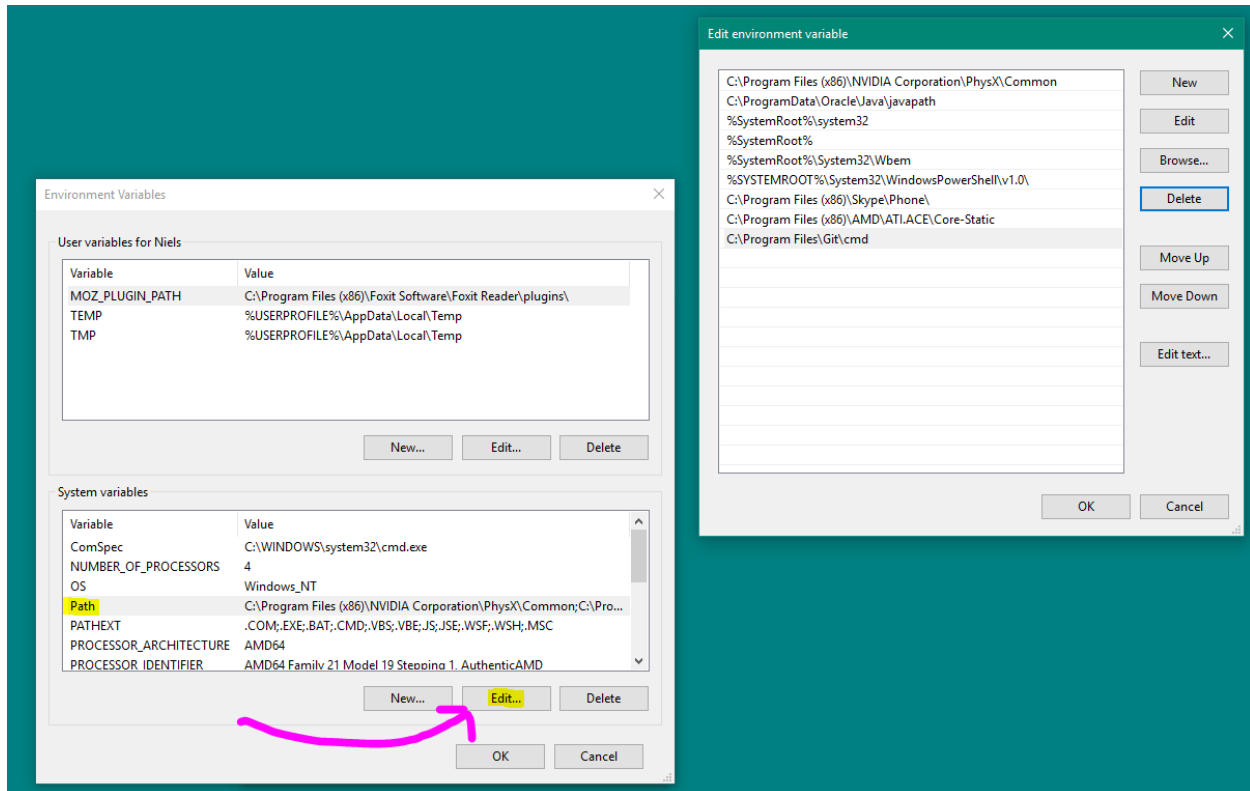 Environment Variables
User variables for Niels
Variable Value
MOZ_PLUGIN_PATH C:\Program Files (x86)\Foxit Software\Foxit Reader\plugins\
TEMP %USERPROFILE%\AppData\Local\Temp
TMP %USERPROFILE%\AppData\Local\Temp
New... Edit... Delete
System variables
Variable Value
ComSpec C:\WINDOWS\system32\cmd.exe
NUMBER_OF_PROCESSORS 4
OS Windows_NT
Path C:\Program Files (x86)\NVIDIA Corporation\PhysX\Common;C:\Pro...
PATHEXT .COM;.EXE;.BAT;.CMD;.VBS;.VBE;.JS;.JSE;.WSF;.WSH;.MSC
PROCESSOR_ARCHITECTURE AMD64
PROCESSOR_IDENTIFIER AMD64 Family 21 Model 19 Stepping 1, AuthenticAMD
New... Edit... Delete
OK Cancel
Edit environment variable
C:\Program Files (x86)\NVIDIA Corporation\PhysX\Common
C:\ProgramData\Oracle\Java\javapath
%SystemRoot%\system32
%SystemRoot%
%SystemRoot%\System32\Wbem
%SYSTEMROOT%\System32\WindowsPowerShell\v1.0\
C:\Program Files (x86)\Skype\Phone\
C:\Program Files (x86)\AMD\ATI.ACE\Core-Static
C:\Program Files\Git\cmd
New
Edit
Browse...
Delete
Move Up
Move Down
Edit text...
OK Cancel